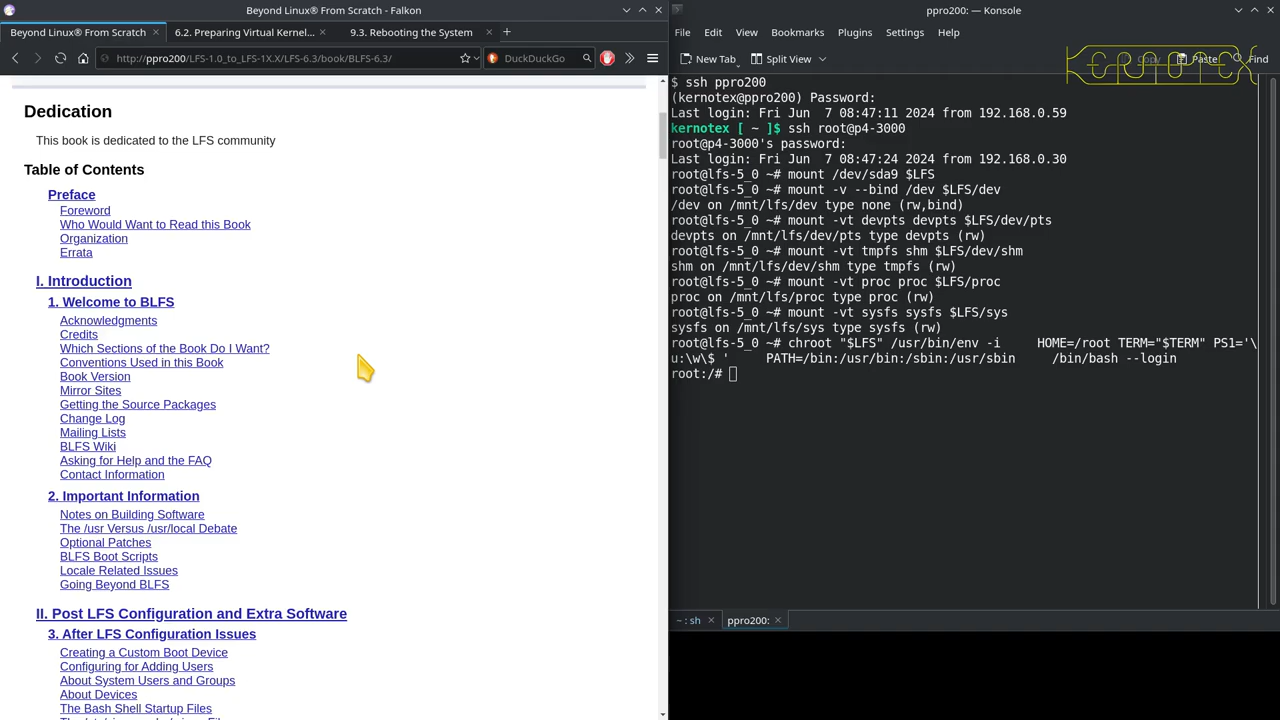 Beyond Linux® From Scratch - Falkon
Beyond Linux® From Scratch
6.2. Preparing Virtual Kernel...
9.3. Rebooting the System
http://ppro200/LFS-1.0_to_LFS-1X.X/LFS-6.3/book/BLFS-6.3/
DuckDuckGo
Dedication
This book is dedicated to the LFS community
Table of Contents
Preface
Foreword
Who Would Want to Read this Book
Organization
Errata
I. Introduction
1. Welcome to BLFS
Acknowledgments
Credits
Which Sections of the Book Do I Want?
Conventions Used in this Book
Book Version
Mirror Sites
Getting the Source Packages
Change Log
Mailing Lists
BLFS Wiki
Asking for Help and the FAQ
Contact Information
2. Important Information
Notes on Building Software
The /usr Versus /usr/local Debate
Optional Patches
BLFS Boot Scripts
Locale Related Issues
Going Beyond BLFS
II. Post LFS Configuration and Extra Software
3. After LFS Configuration Issues
Creating a Custom Boot Device
Configuring for Adding Users
About System Users and Groups
About Devices
The Bash Shell Startup Files
ppro200: — Konsole
File Edit View Bookmarks Plugins Settings Help
New Tab Split View Copy Paste Find
KERNOTEX
$ ssh ppro200
(kernotex@ppro200) Password:
Last login: Fri Jun  7 08:47:11 2024 from 192.168.0.59
kernotex [ ~ ]$ ssh root@p4-3000
root@p4-3000's password:
Last login: Fri Jun  7 08:47:24 2024 from 192.168.0.30
root@lfs-5_0 ~# mount /dev/sda9 $LFS
root@lfs-5_0 ~# mount -v --bind /dev $LFS/dev
/dev on /mnt/lfs/dev type none (rw,bind)
root@lfs-5_0 ~# mount -vt devpts devpts $LFS/dev/pts
devpts on /mnt/lfs/dev/pts type devpts (rw)
root@lfs-5_0 ~# mount -vt tmpfs shm $LFS/dev/shm
shm on /mnt/lfs/dev/shm type tmpfs (rw)
root@lfs-5_0 ~# mount -vt proc proc $LFS/proc
proc on /mnt/lfs/proc type proc (rw)
root@lfs-5_0 ~# mount -vt sysfs sysfs $LFS/sys
sysfs on /mnt/lfs/sys type sysfs (rw)
root@lfs-5_0 ~# chroot "$LFS" /usr/bin/env -i     HOME=/root TERM="$TERM" PS1='\
u:\w\$ '     PATH=/bin:/usr/bin:/sbin:/usr/sbin     /bin/bash --login
root:/#
~ : sh
ppro200: